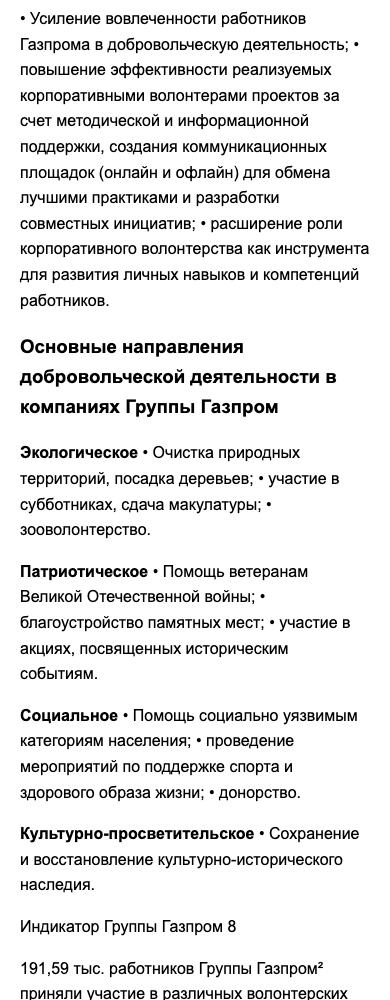 • Усиление вовлеченности работников
Газпрома в добровольческую деятельность; •
повышение эффективности реализуемых
корпоративными волонтерами проектов за
счет методической и информационной
поддержки, создания коммуникационных
площадок (онлайн и офлайн) для обмена
лучшими практиками и разработки
совместных инициатив; • расширение роли
корпоративного волонтерства как инструмента
для развития личных навыков и компетенций
работников.
Основные направления
добровольческой деятельности в
компаниях Группы Газпром
Экологическое • Очистка природных
территорий, посадка деревьев; • участие в
субботниках, сдача макулатуры; •
зооволонтерство.
Патриотическое • Помощь ветеранам
Великой Отечественной войны; •
благоустройство памятных мест; • участие в
акциях, посвященных историческим
событиям.
Социальное • Помощь социально уязвимым
категориям населения; • проведение
мероприятий по поддержке спорта и
здорового образа жизни; • донорство.
Культурно-просветительское • Сохранение
и восстановление культурно-исторического
наследия.
Индикатор Группы Газпром 8
191,59 тыс. работников Группы Газпром²
приняли участие в различных волонтерских